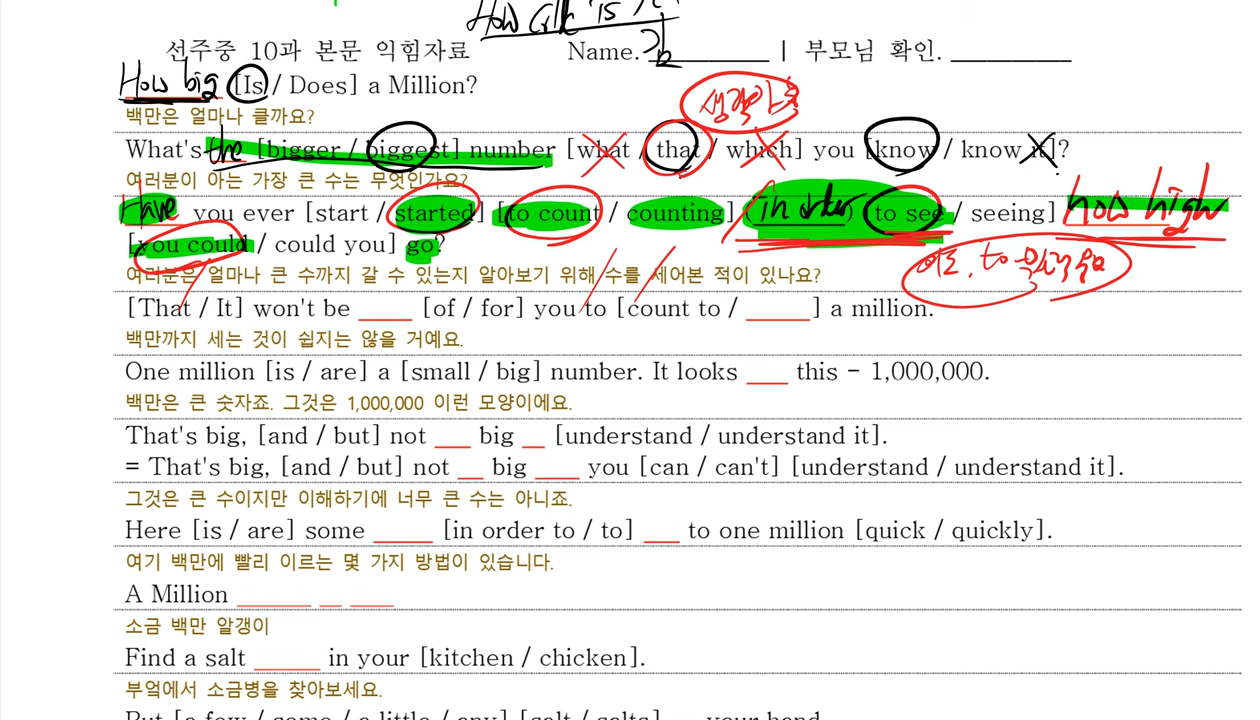 How is
선주중 10과 본문 익힘자료 Name. __________ | 부모님 확인. __________
How big [Is / Does] a Million?
생략가능
백만은 얼마나 클까요?
What's the [bigger / biggest] number [what / that / which] you [know / know it]?
여러분이 아는 가장 큰 수는 무엇인가요?
Have you ever [start / started] [to count / counting] (in order) [to see / seeing] how high
[you could / could you] go?
여러분은 얼마나 큰 수까지 갈 수 있는지 알아보기 위해 수를 세어본 적이 있나요?
[That / It] won't be ____ [of / for] you to [count to / _____] a million.
백만까지 세는 것이 쉽지는 않을 거예요.
One million [is / are] a [small / big] number. It looks ___ this - 1,000,000.
백만은 큰 숫자죠. 그것은 1,000,000 이런 모양이에요.
That's big, [and / but] not ___ big __ [understand / understand it].
= That's big, [and / but] not __ big ____ you [can / can't] [understand / understand it].
그것은 큰 수이지만 이해하기에 너무 큰 수는 아니죠.
Here [is / are] some _____ [in order to / to] ___ to one million [quick / quickly].
여기 백만에 빨리 이르는 몇 가지 방법이 있습니다.
A Million ______ __ ____
소금 백만 알갱이
Find a salt _____ in your [kitchen / chicken].
부엌에서 소금병을 찾아보세요.
Put [a few / some / a little / any] [salt / salts] __ your hand.